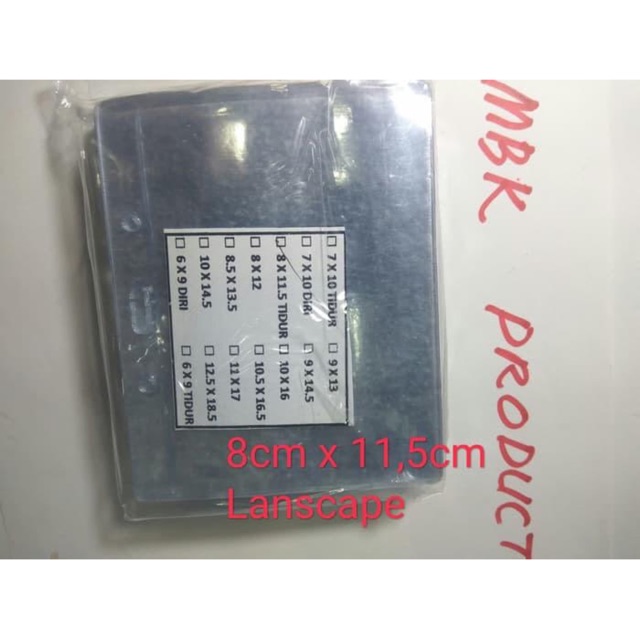 MBK PRODUCT
7 X 10 TIDUR
7 X 10 DIRI
8 X 11.5 TIDUR
8 X 12
8.5 X 13.5
10 X 14.5
6 X 9 DIRI
9 X 13
9 X 14.5
10 X 16
10.5 X 16.5
11 X 17
12.5 X 18.5
6 X 9 TIDUR
8cm x 11,5cm
Lanscape